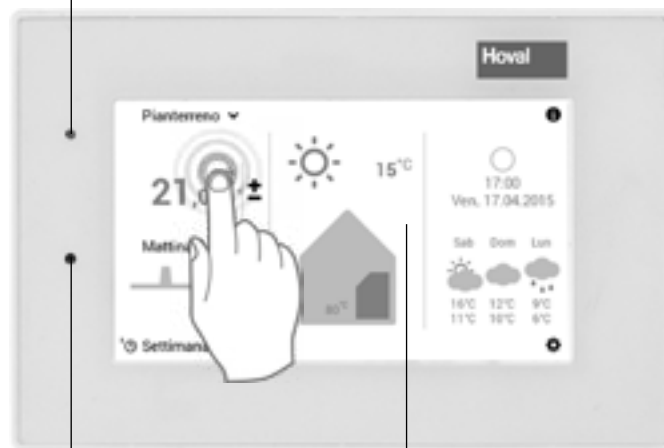 Hoval
Pianterreno
21,
±
Mattin
Settimana
15°C
80°C
17:00
Ven, 17.04.2015
Sab Dom Lun
16°C 12°C 9°C
11°C 10°C 6°C